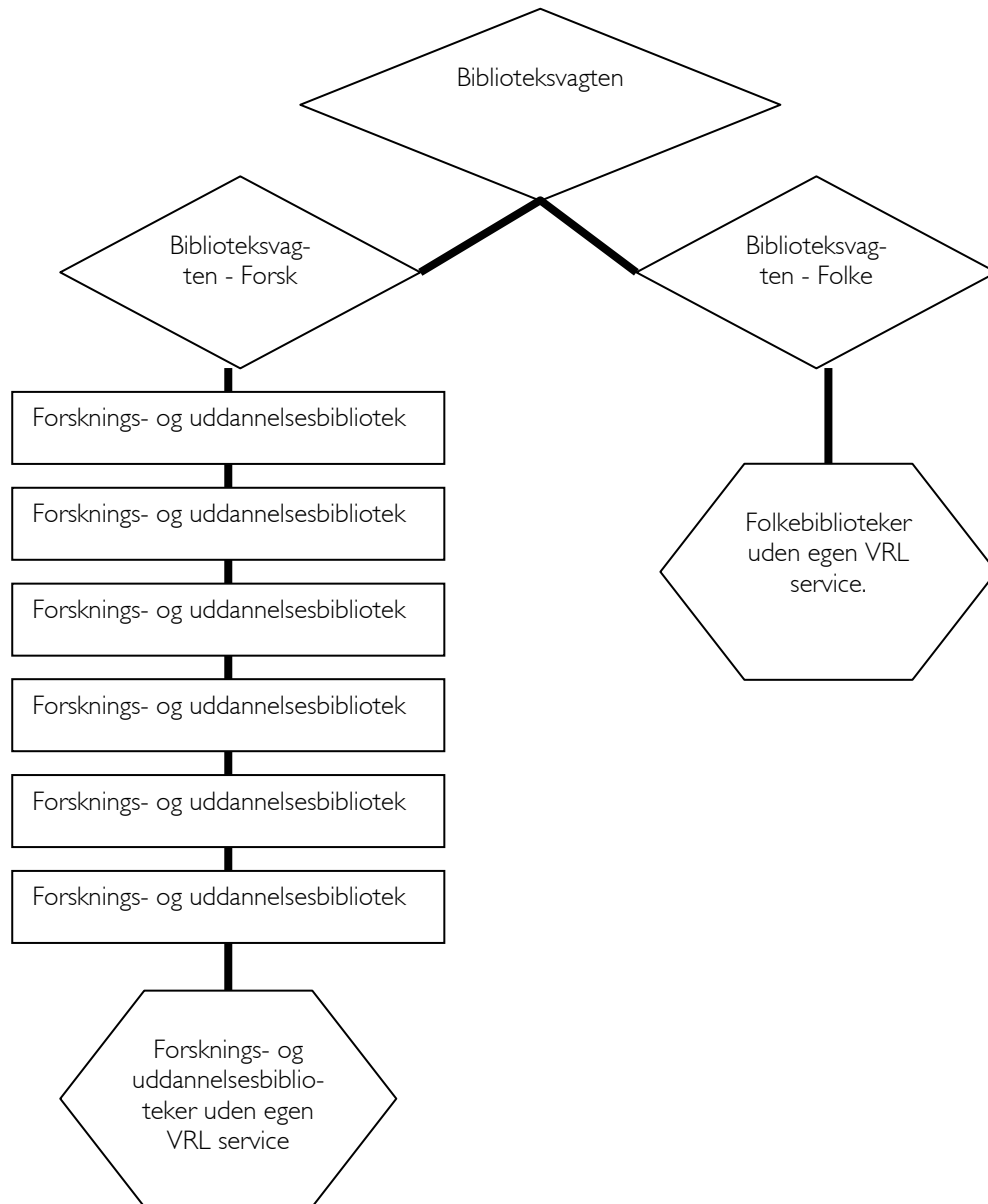 Biblioteksvagten
Biblioteksvag-
ten - Forsk
Biblioteksvag-
ten - Folke
Forsknings- og uddannelsesbibliotek
Forsknings- og uddannelsesbibliotek
Forsknings- og uddannelsesbibliotek
Forsknings- og uddannelsesbibliotek
Forsknings- og uddannelsesbibliotek
Forsknings- og uddannelsesbibliotek
Folkebiblioteker
uden egen VRL
service.
Forsknings- og
uddannelsesbiblio-
teker uden egen
VRL service